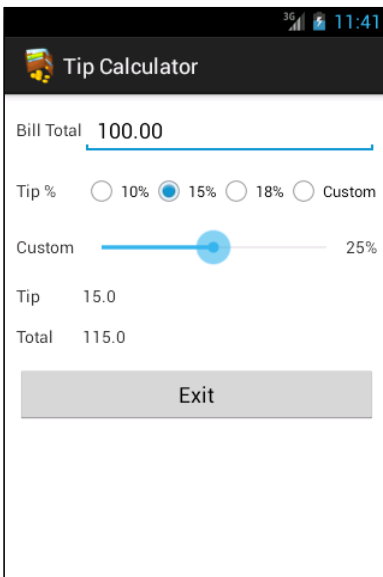 3G 11:41
Tip Calculator
Bill Total 100.00
Tip % 10% 15% 18% Custom
Custom 25%
Tip 15.0
Total 115.0
Exit